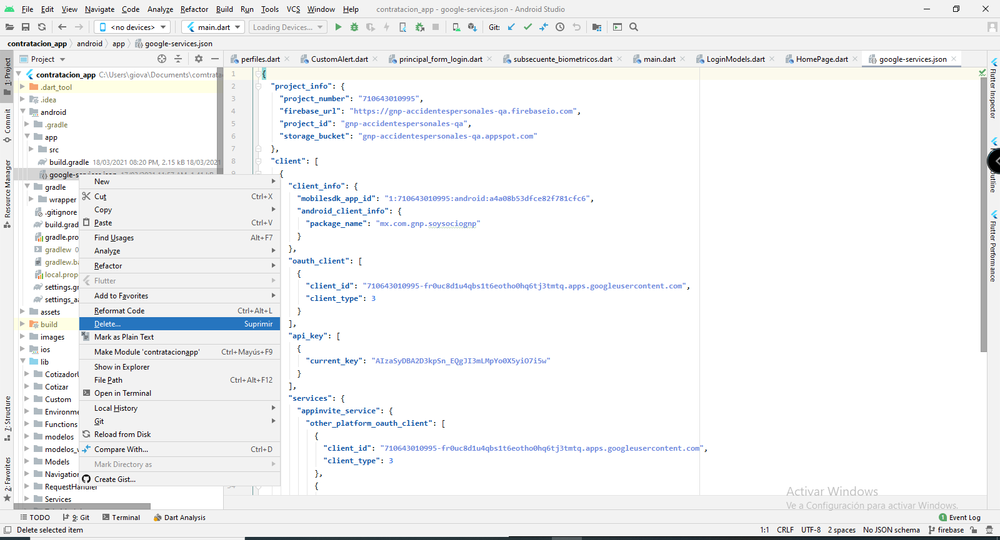 File Edit View Navigate Code Analyze Refactor Build Run Tools VCS Window Help contratacion_app - google-services.json - Android Studio
<no devices> main.dart Loading Devices... Git:
contratacion_app android app google-services.json
Project perfiles.dart CustomAlert.dart principal_form_login.dart subsecuente_biometricos.dart main.dart LoginModels.dart HomePage.dart google-services.json
1: Project
Commit
Resource Manager
7: Structure
2: Favorites
contratacion_app C:\Users\giova\Documents\comtrata
.dart_tool
.idea
android
.gradle
app
src
build.gradle 18/03/2021 08:20 PM, 2.15 kB 18/03/2021
google-services.json
gradle
wrapper
.gitignore
build.grad
gradle.pro
gradlew
gradlew.ba
local.prop
settings.gr
settings_aa
assets
build
images
ios
lib
Cotizador
Cotizar
Custom
Environme
Functions
modelos
modelos_v
Models
Navigation
RequestHandler
Services
New
Cut Ctrl+X
Copy
Paste Ctrl+V
Find Usages Alt+F7
Analyze
Refactor
Flutter
Add to Favorites
Reformat Code Ctrl+Alt+L
Delete... Suprimir
Mark as Plain Text
Make Module 'contratacionapp' Ctrl+Mayús+F9
Show in Explorer
File Path Ctrl+Alt+F12
Open in Terminal
Local History
Git
Reload from Disk
Compare With... Ctrl+D
Mark Directory as
Create Gist...
1 {
2 "project_info": {
3 "project_number": "710643010995",
4 "firebase_url": "https://gnp-accidentespersonales-qa.firebaseio.com",
5 "project_id": "gnp-accidentespersonales-qa",
6 "storage_bucket": "gnp-accidentespersonales-qa.appspot.com"
7 },
8 "client": [
9 {
"client_info": {
"mobilesdk_app_id": "1:710643010995:android:a4a08b53dfce82f781cfc6",
"android_client_info": {
"package_name": "mx.com.gnp.soysociognp"
}
},
"oauth_client": [
{
"client_id": "710643010995-fr0uc8d1u4qbs1t6eotho0hq6tj3tmtq.apps.googleusercontent.com",
"client_type": 3
}
],
"api_key": [
{
"current_key": "AIzaSyDBA2D3kpSn_EQgJI3mLMpYo0X5yiO7i5w"
}
],
"services": {
"appinvite_service": {
"other_platform_oauth_client": [
{
"client_id": "710643010995-fr0uc8d1u4qbs1t6eotho0hq6tj3tmtq.apps.googleusercontent.com",
"client_type": 3
},
34 {
Flutter Inspector
Outline
Flutter Performance
Activar Windows
Ve a Configuración para activar Windows.
TODO 9: Git Terminal Dart Analysis 1 Event Log
Delete selected item 1:1 CRLF UTF-8 2 spaces No JSON schema firebase